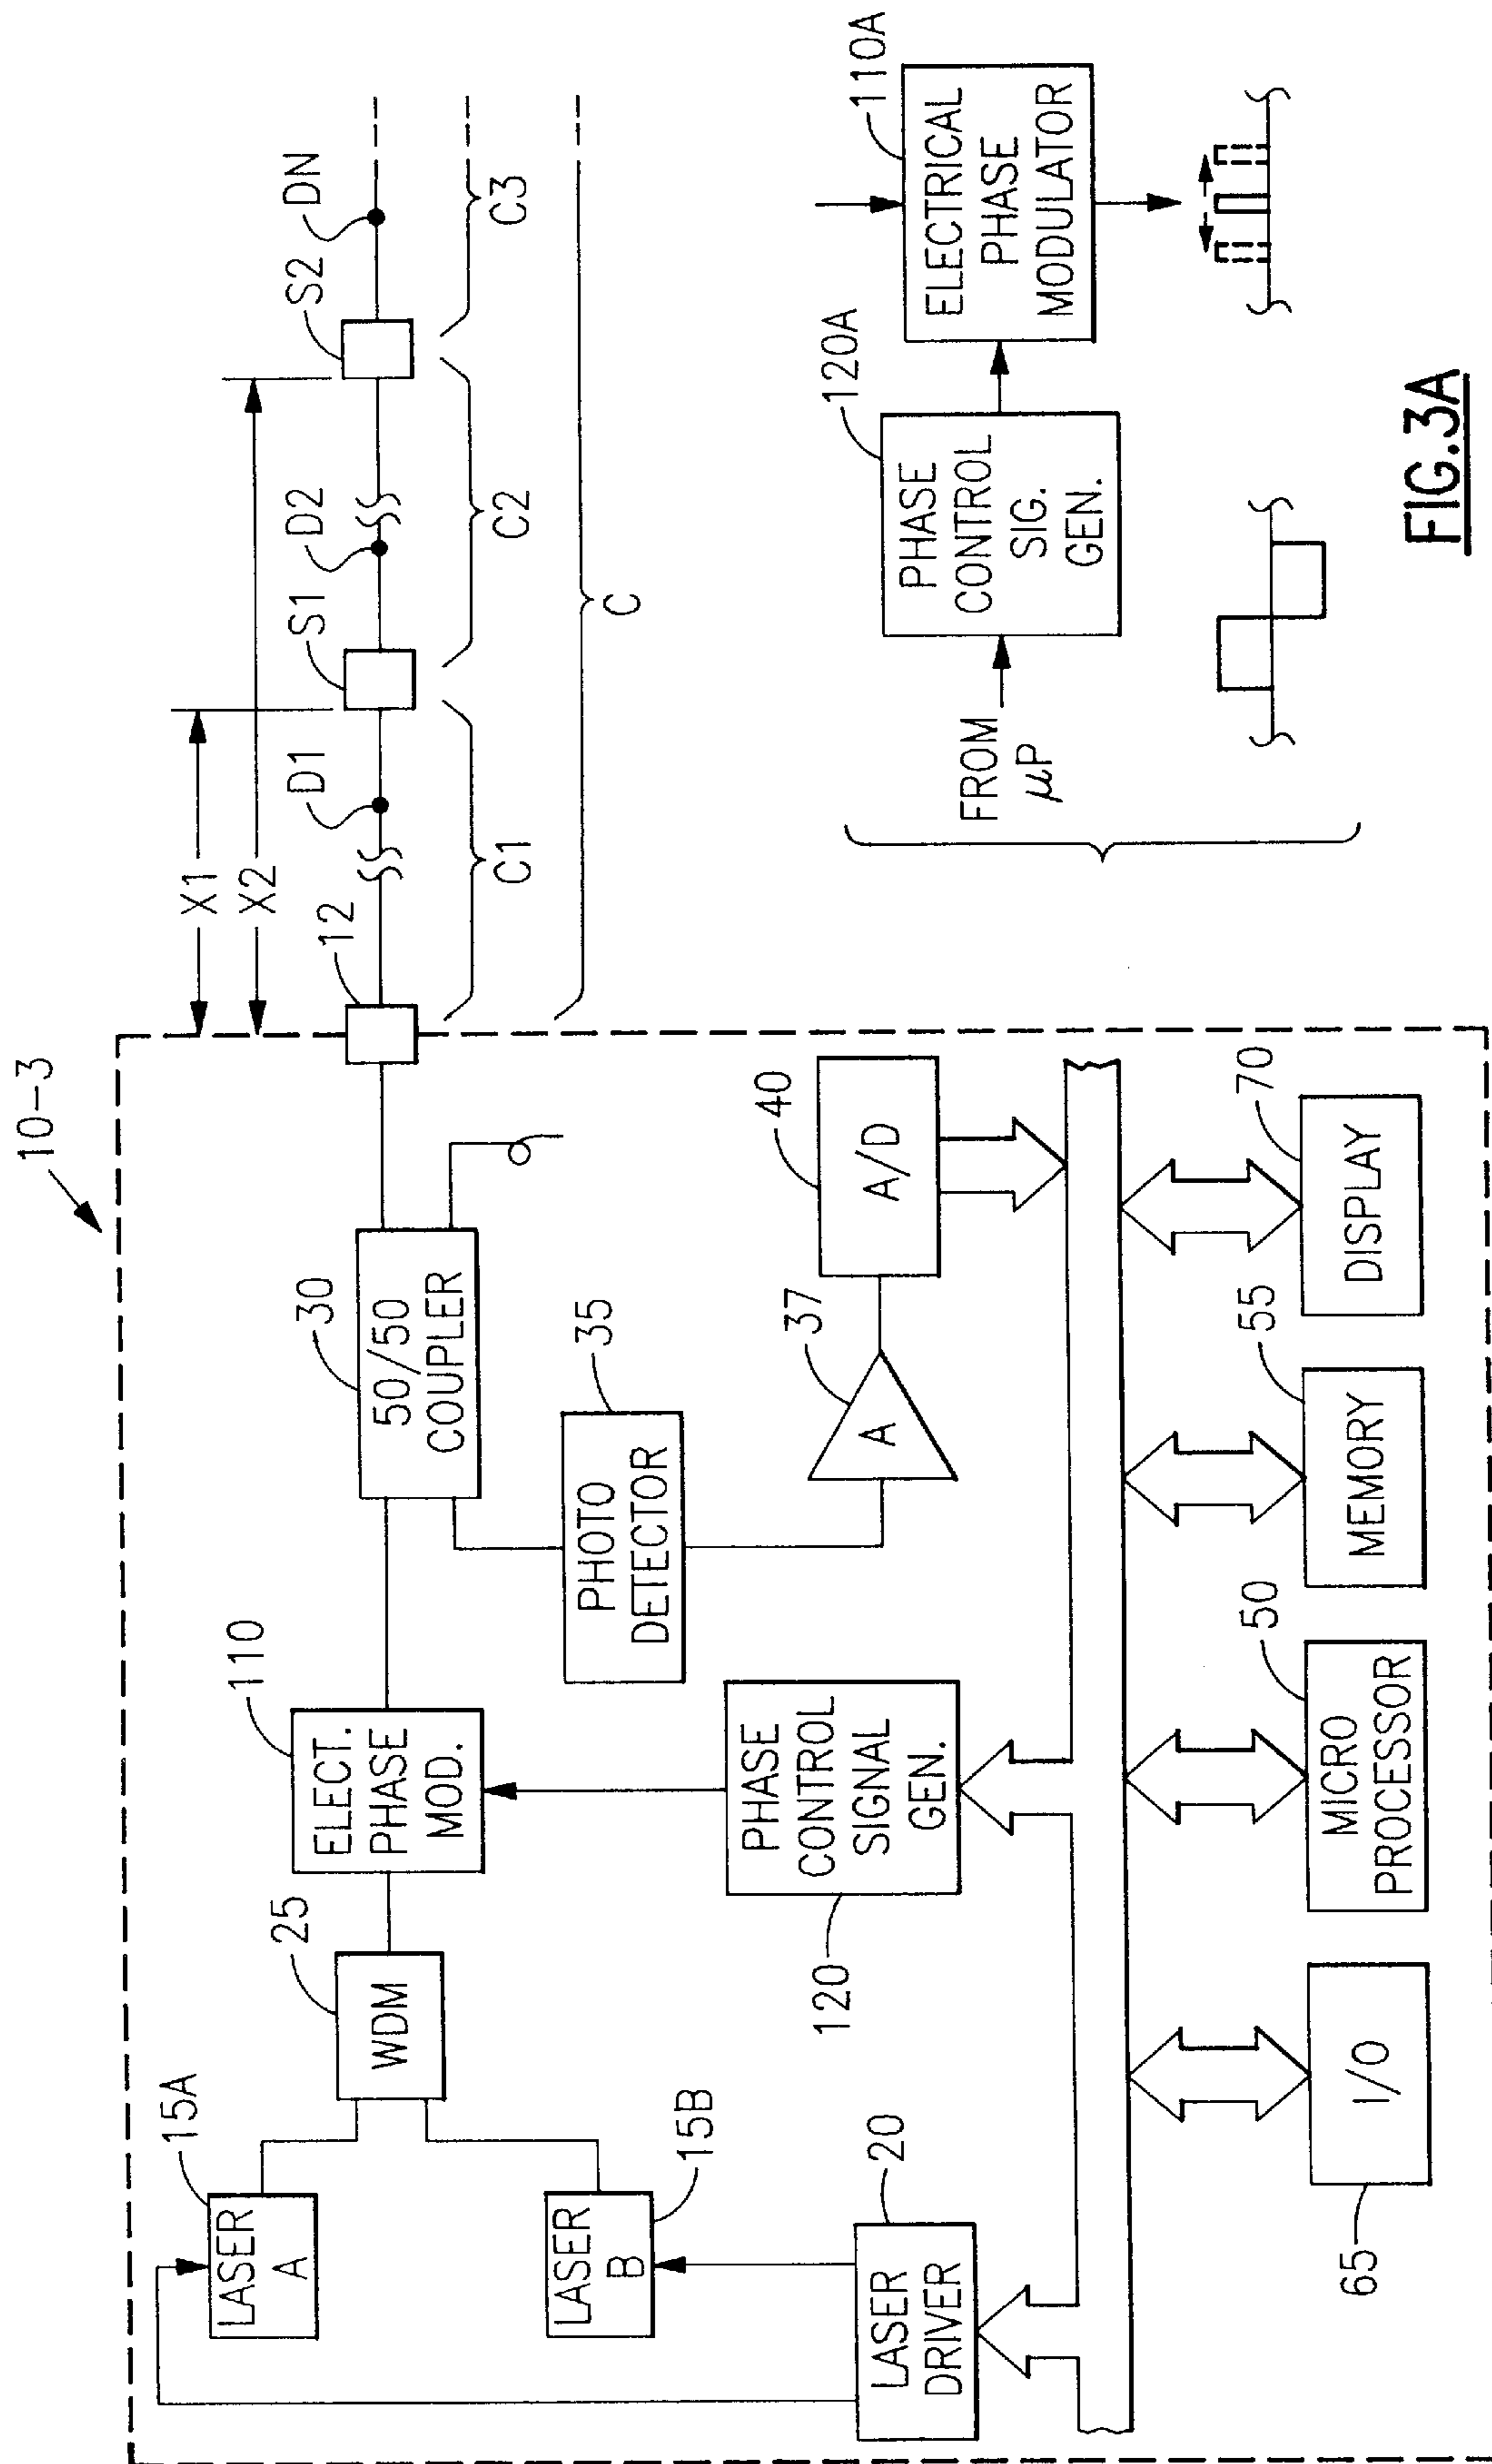 10-3
15A
LASER
A
LASER
B
15B
20
LASER
DRIVER
25
WDM
110
ELECT.
PHASE
MOD.
PHASE
CONTROL
SIGNAL
GEN.
120
30
50/50
COUPLER
35
PHOTO
DETECTOR
37
A
40
A/D
65
I/O
50
MICRO
PROCESSOR
55
MEMORY
70
DISPLAY
12
X1
X2
D1
S1
D2
S2
DN
C1
C2
C3
C
FROM
µP
120A
PHASE
CONTROL
SIG.
GEN.
110A
ELECTRICAL
PHASE
MODULATOR
FIG.3A